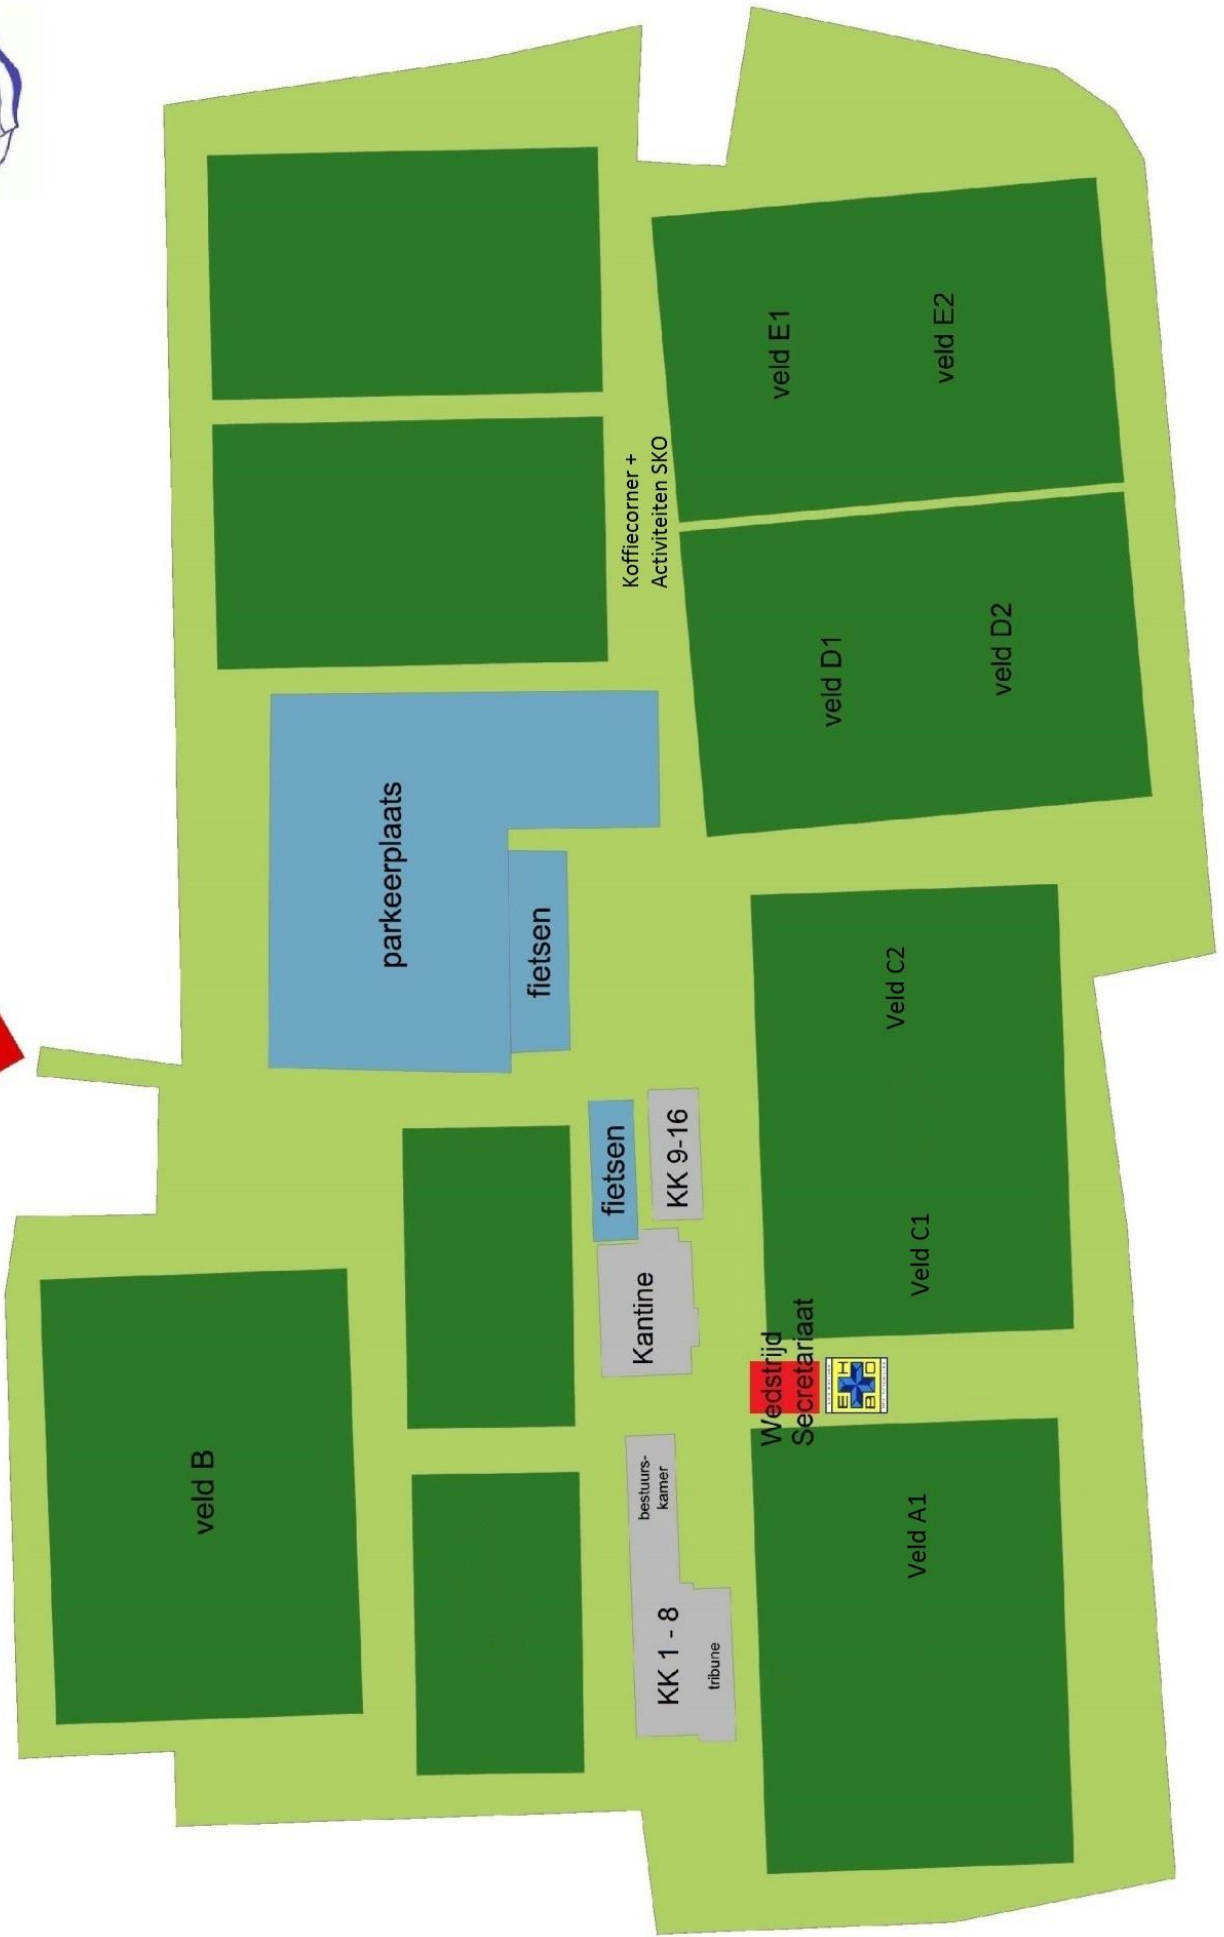 veld B
KK 1 - 8
tribune
bestuurs-
kamer
Kantine
fietsen
KK 9-16
parkeerplaats
fietsen
Koffiecorner +
Activiteiten SKO
Wedstrijd
Secretariaat
EHBO
Veld A1
Veld C1
Veld C2
veld D1
veld D2
veld E1
veld E2